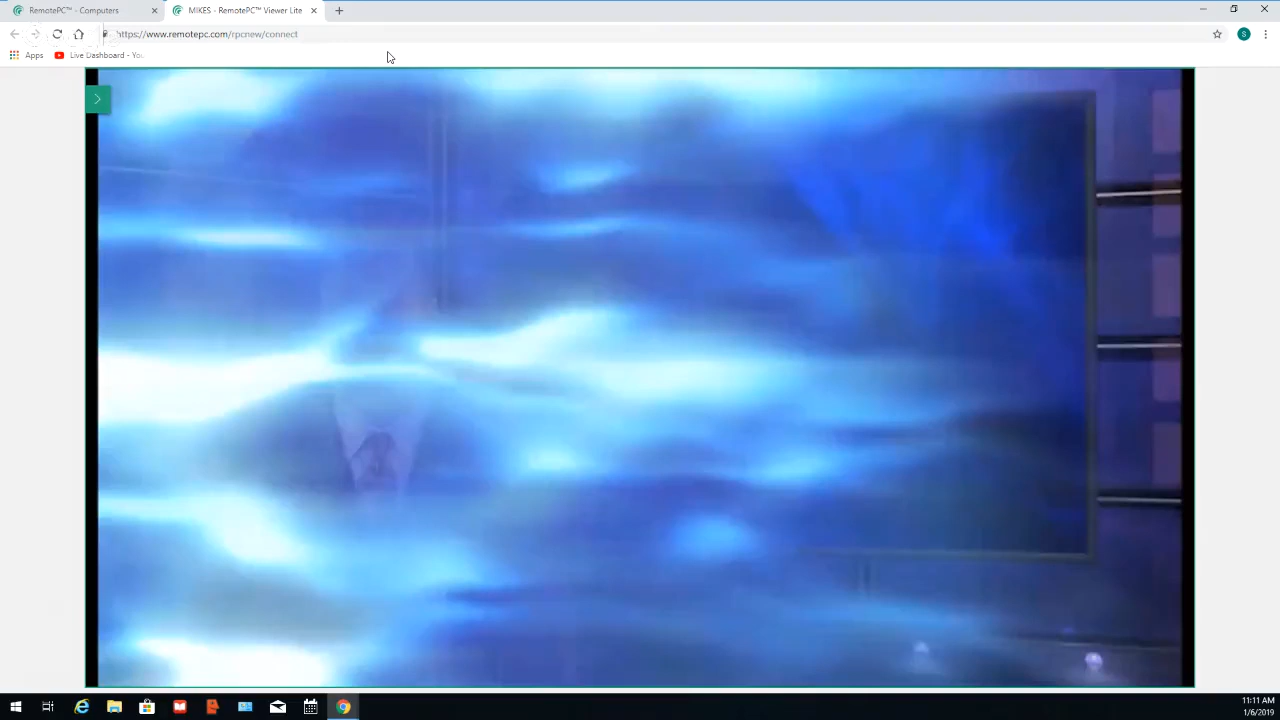 RemotePC™ - Computers
MIKES - RemotePC™ Viewer Lite
https://www.remotepc.com/rpcnew/connect
S
Apps
Live Dashboard - You
11:11 AM
1/6/2019